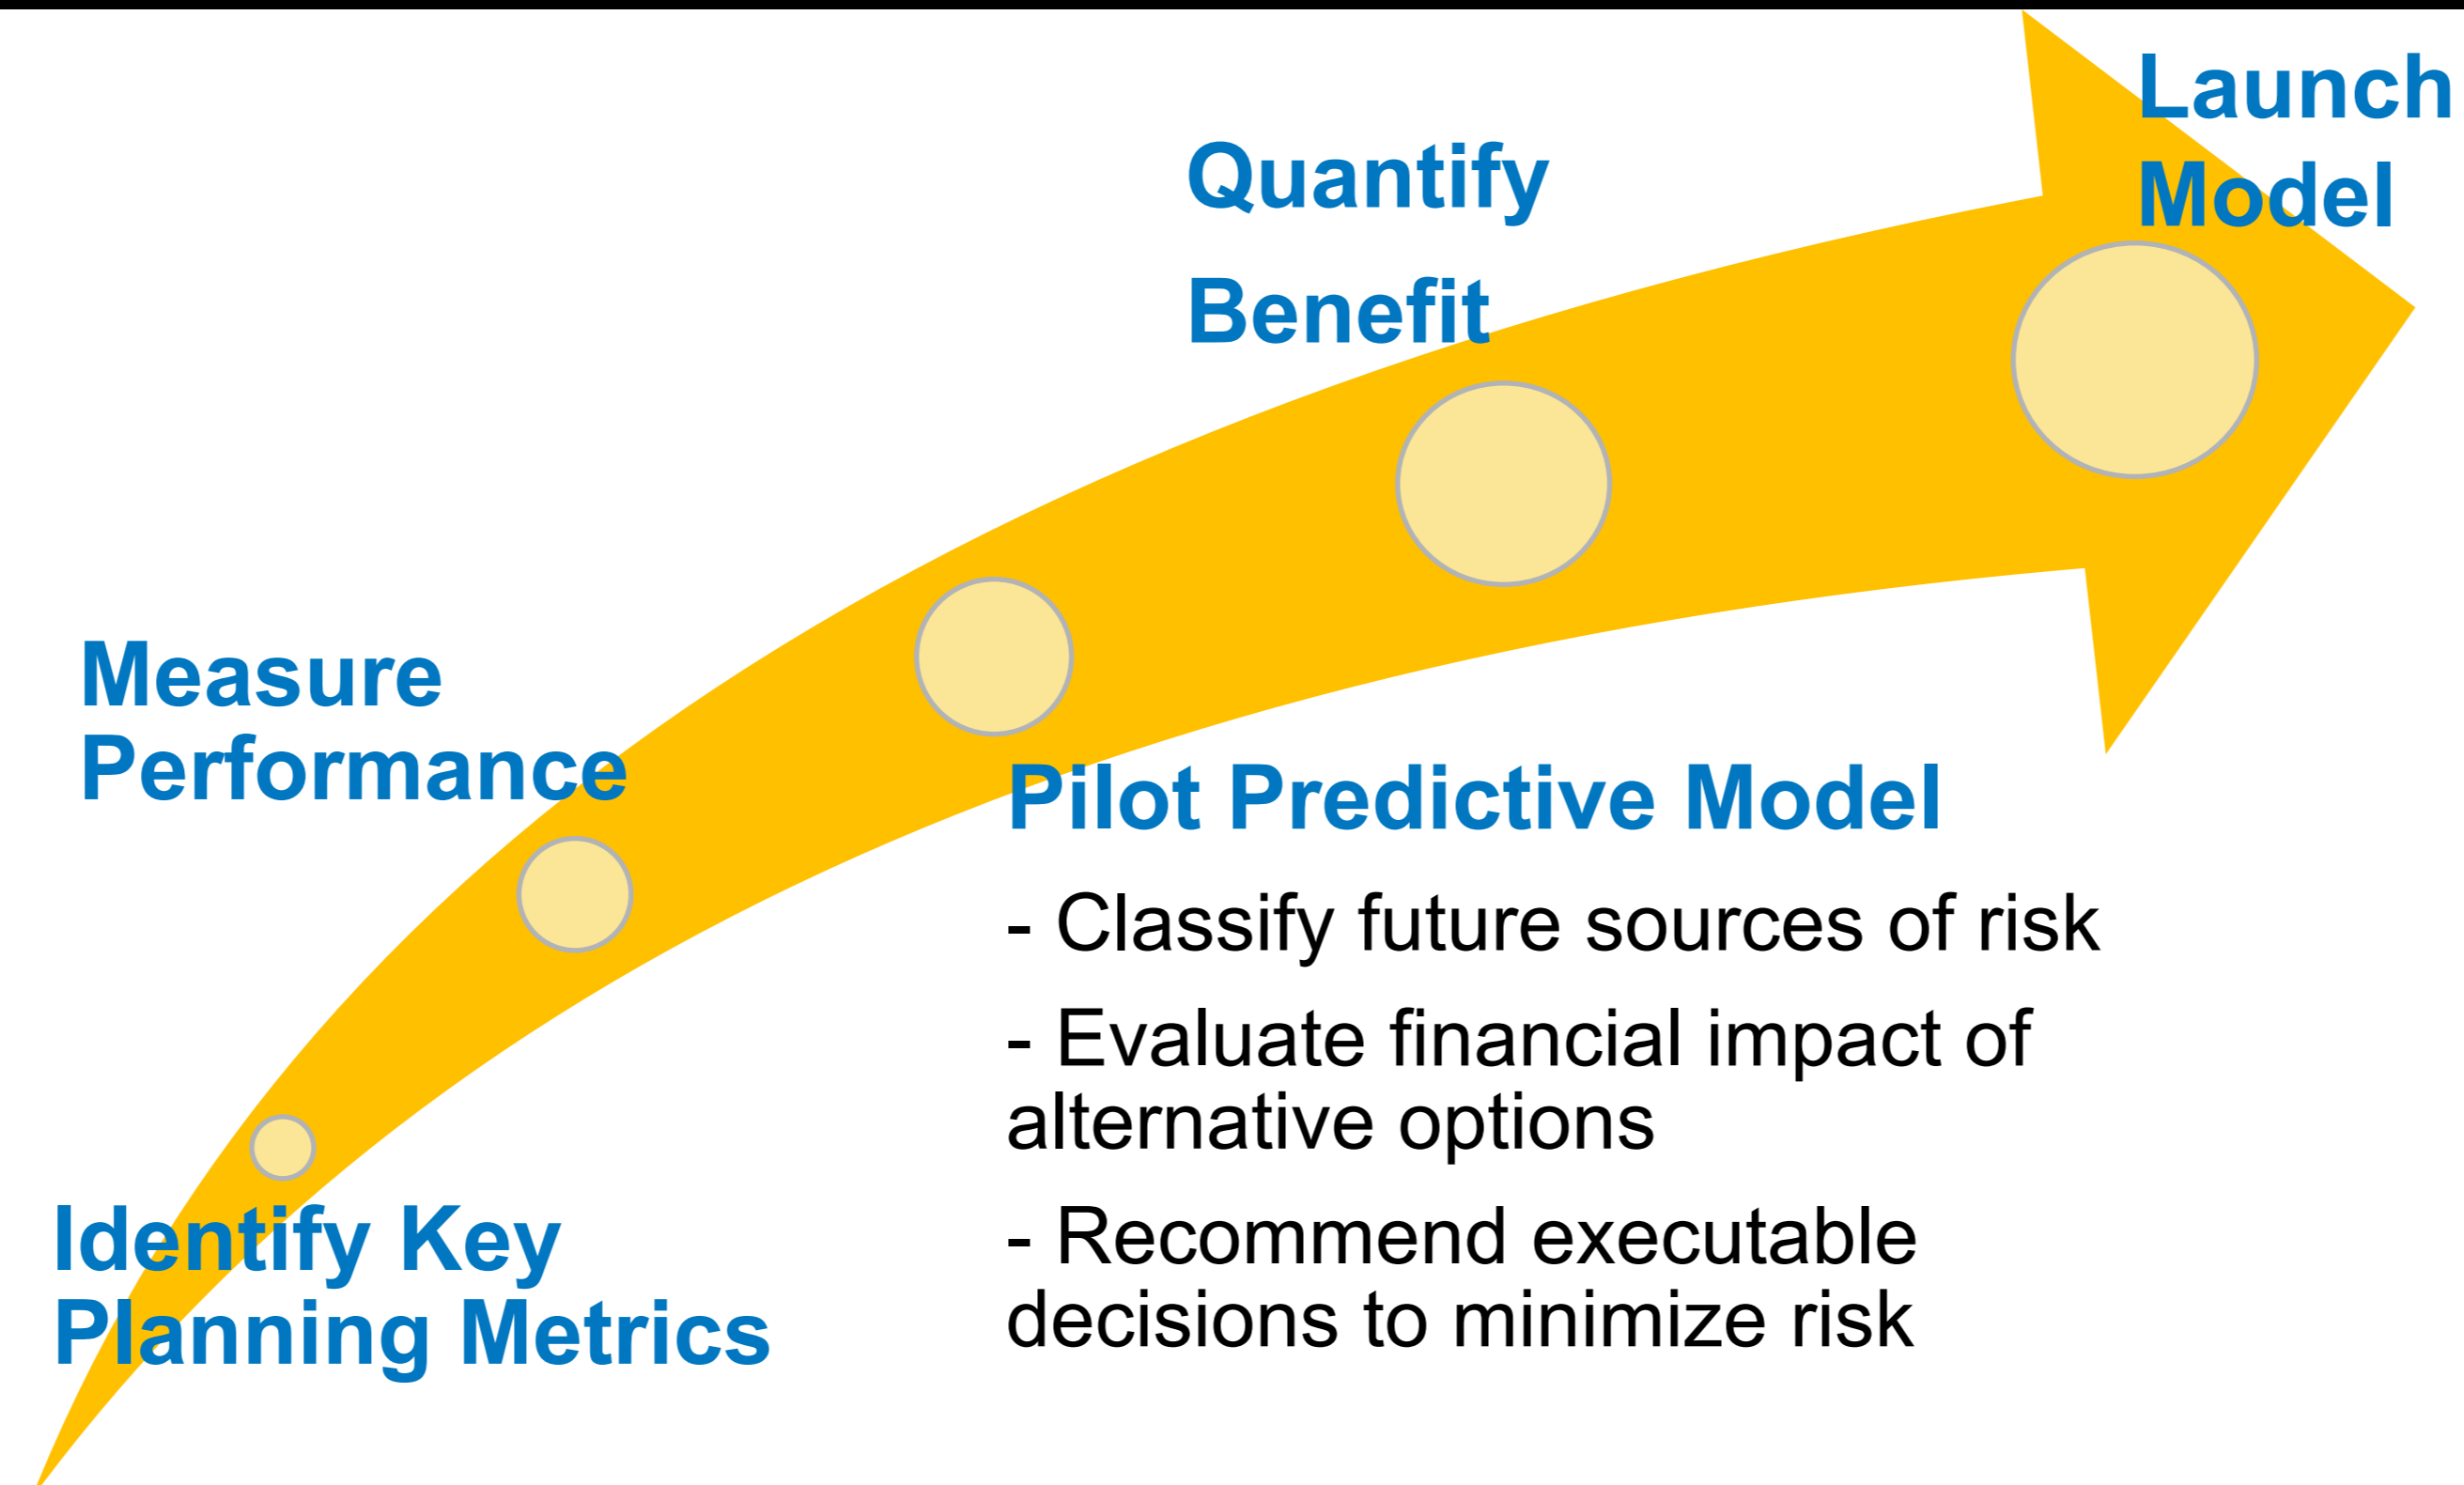 Launch
Model
Quantify
Benefit
Measure
Performance
Pilot Predictive Model
- Classify future sources of risk
- Evaluate financial impact of
alternative options
- Recommend executable
decisions to minimize risk
Identify Key
Planning Metrics